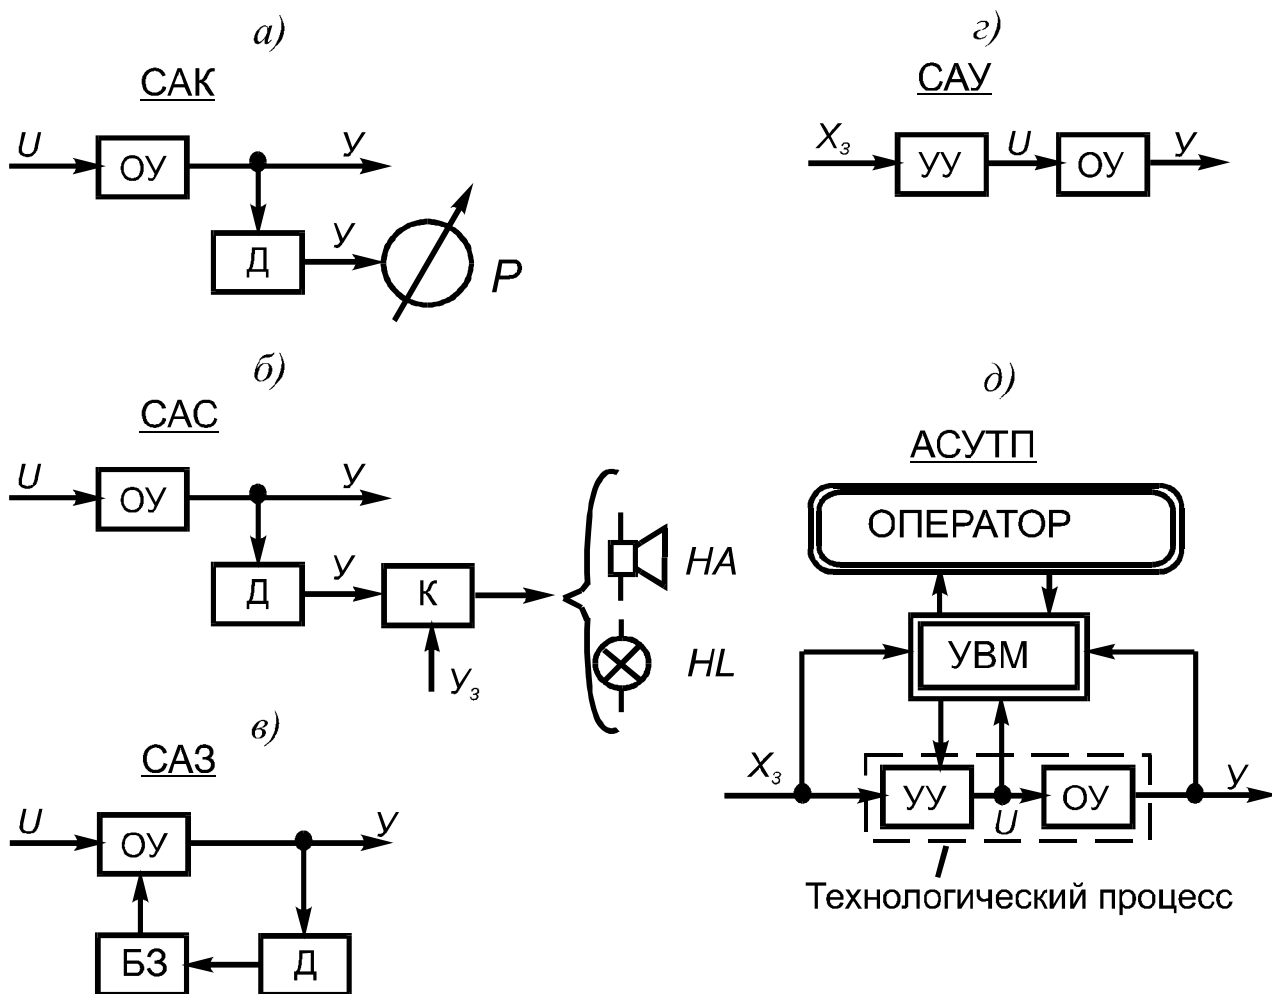 а)
САК
U
ОУ
У
Д
У
P
б)
САС
U
ОУ
У
Д
У
К
Уз
HA
HL
в)
САЗ
U
ОУ
У
БЗ
Д
г)
САУ
Xз
УУ
U
ОУ
У
д)
АСУТП
ОПЕРАТОР
УВМ
Xз
УУ
U
ОУ
У
Технологический процесс